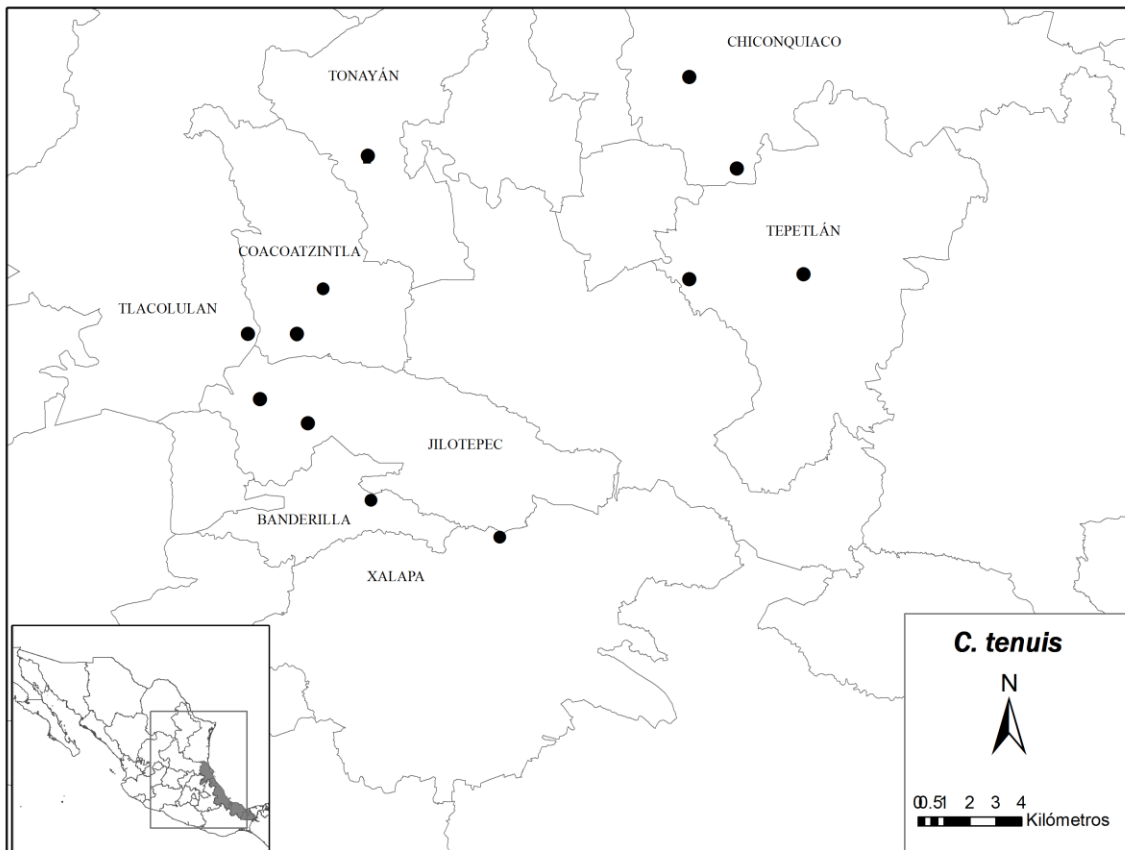 CHICONQUIACO
TONAYÁN
TEPETLÁN
COACOATZINTLA
TLACOLULAN
JILOTEPEC
BANDERILLA
XALAPA
C. tenuis
N
0 0.5 1 2 3 4
Kilómetros